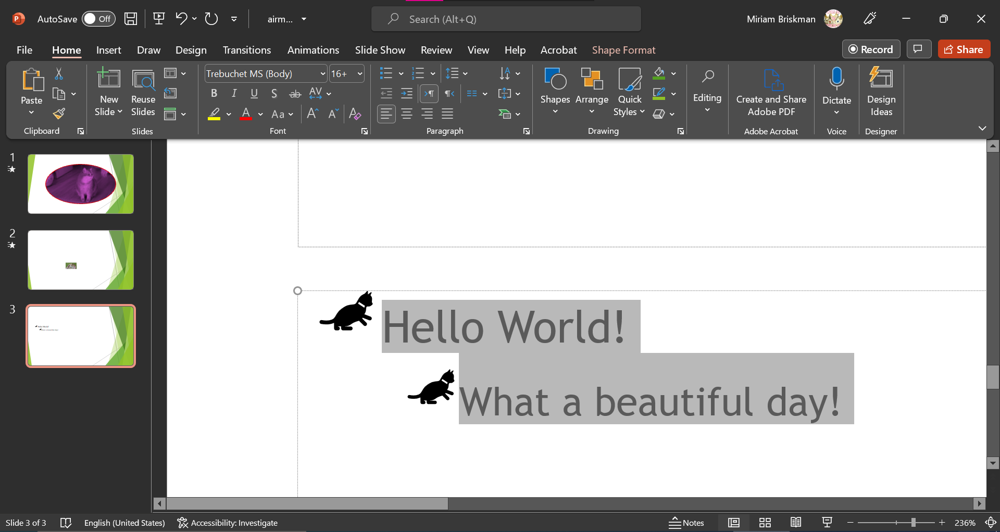 AutoSave Off airm... Search (Alt+Q) Miriam Briskman
File Home Insert Draw Design Transitions Animations Slide Show Review View Help Acrobat Shape Format Record Share
Paste
Clipboard
New Slide
Reuse Slides
Slides
Trebuchet MS (Body) 16+
B I U S ab AV
A Aa A A A
Font
Paragraph
Shapes
Arrange
Quick Styles
Drawing
Editing
Create and Share Adobe PDF
Adobe Acrobat
Dictate
Voice
Design Ideas
Designer
1
2
3
Hello World!
What a beautiful day!
Slide 3 of 3 English (United States) Accessibility: Investigate Notes 236%